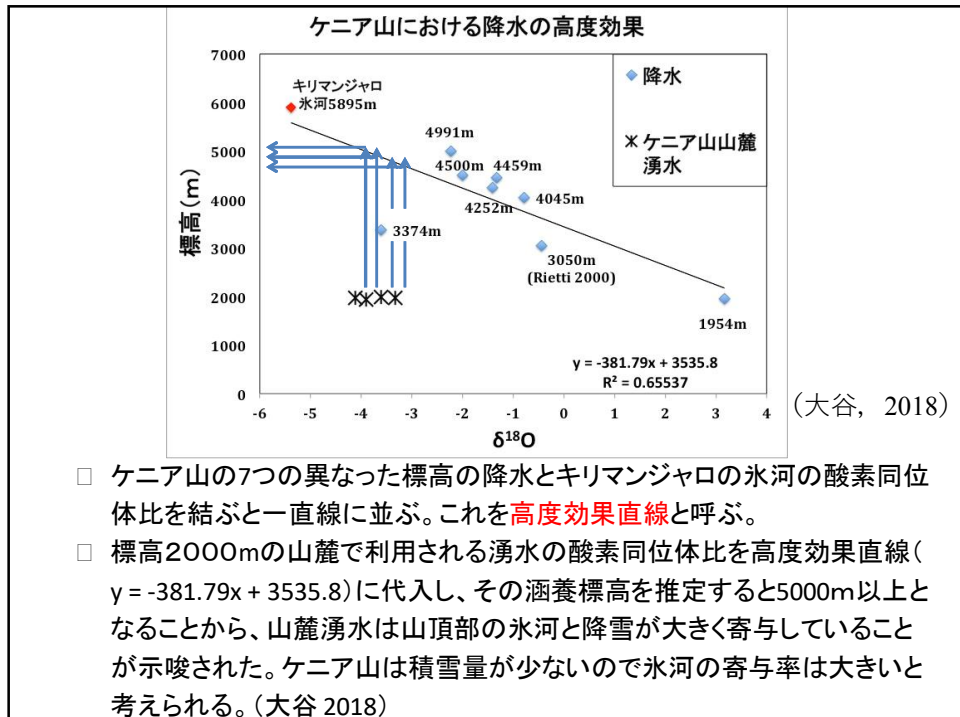 ケニア山における降水の高度効果
7000
6000
5000
4000
3000
2000
1000
0
標高(m)
キリマンジャロ
氷河5895m
4991m
4500m
4459m
4252m
4045m
3374m
3050m
(Rietti 2000)
1954m
降水
ケニア山山麓
湧水
y = -381.79x + 3535.8
R² = 0.65537
-6 -5 -4 -3 -2 -1 0 1 2 3 4
δ¹⁸O
(大谷, 2018)
□ ケニア山の7つの異なった標高の降水とキリマンジャロの氷河の酸素同位
体比を結ぶと一直線に並ぶ。これを高度効果直線と呼ぶ。
□ 標高2000mの山麓で利用される湧水の酸素同位体比を高度効果直線(
y = -381.79x + 3535.8)に代入し、その涵養標高を推定すると5000m以上と
なることから、山麓湧水は山頂部の氷河と降雪が大きく寄与していること
が示唆された。ケニア山は積雪量が少ないので氷河の寄与率は大きいと
考えられる。(大谷 2018)